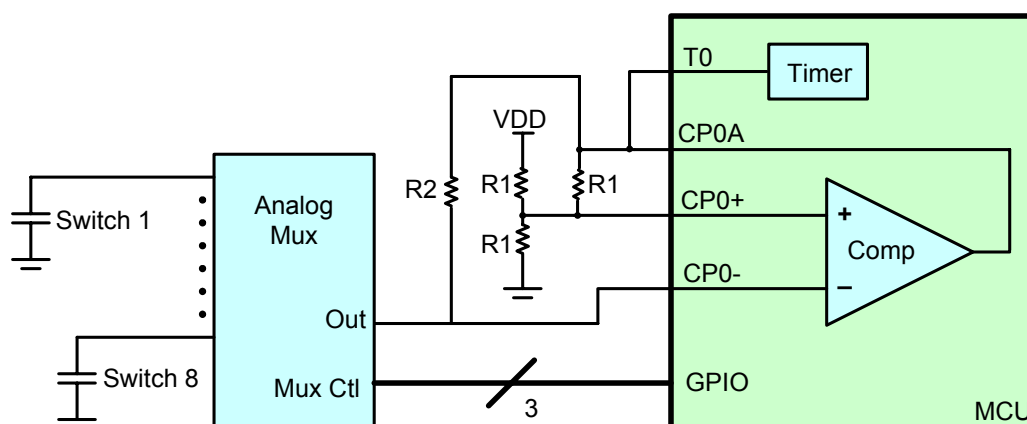 T0
Timer
VDD
CP0A
R2
R1
R1
Analog
Mux
Switch 1
CP0+
+
R1
Comp
CP0-
−
Out
Switch 8
Mux Ctl
3
GPIO
MCU